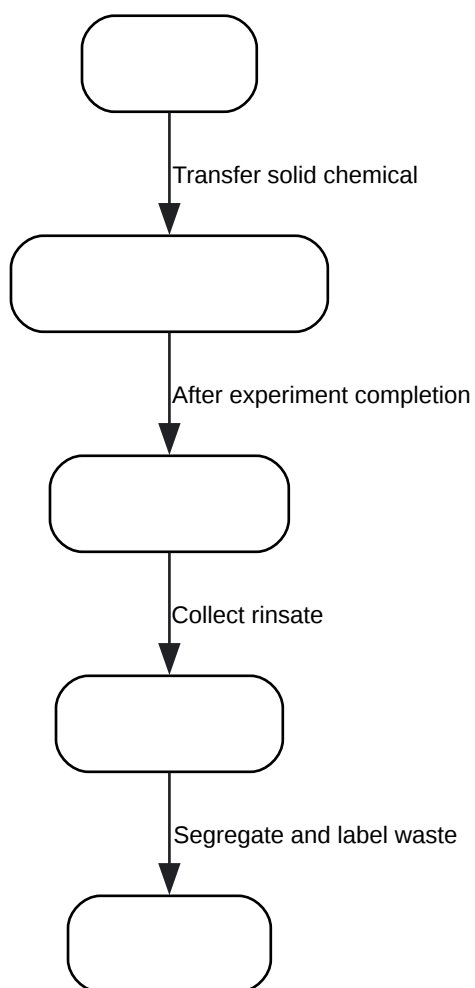 Transfer solid chemical
After experiment completion
Collect rinsate
Segregate and label waste